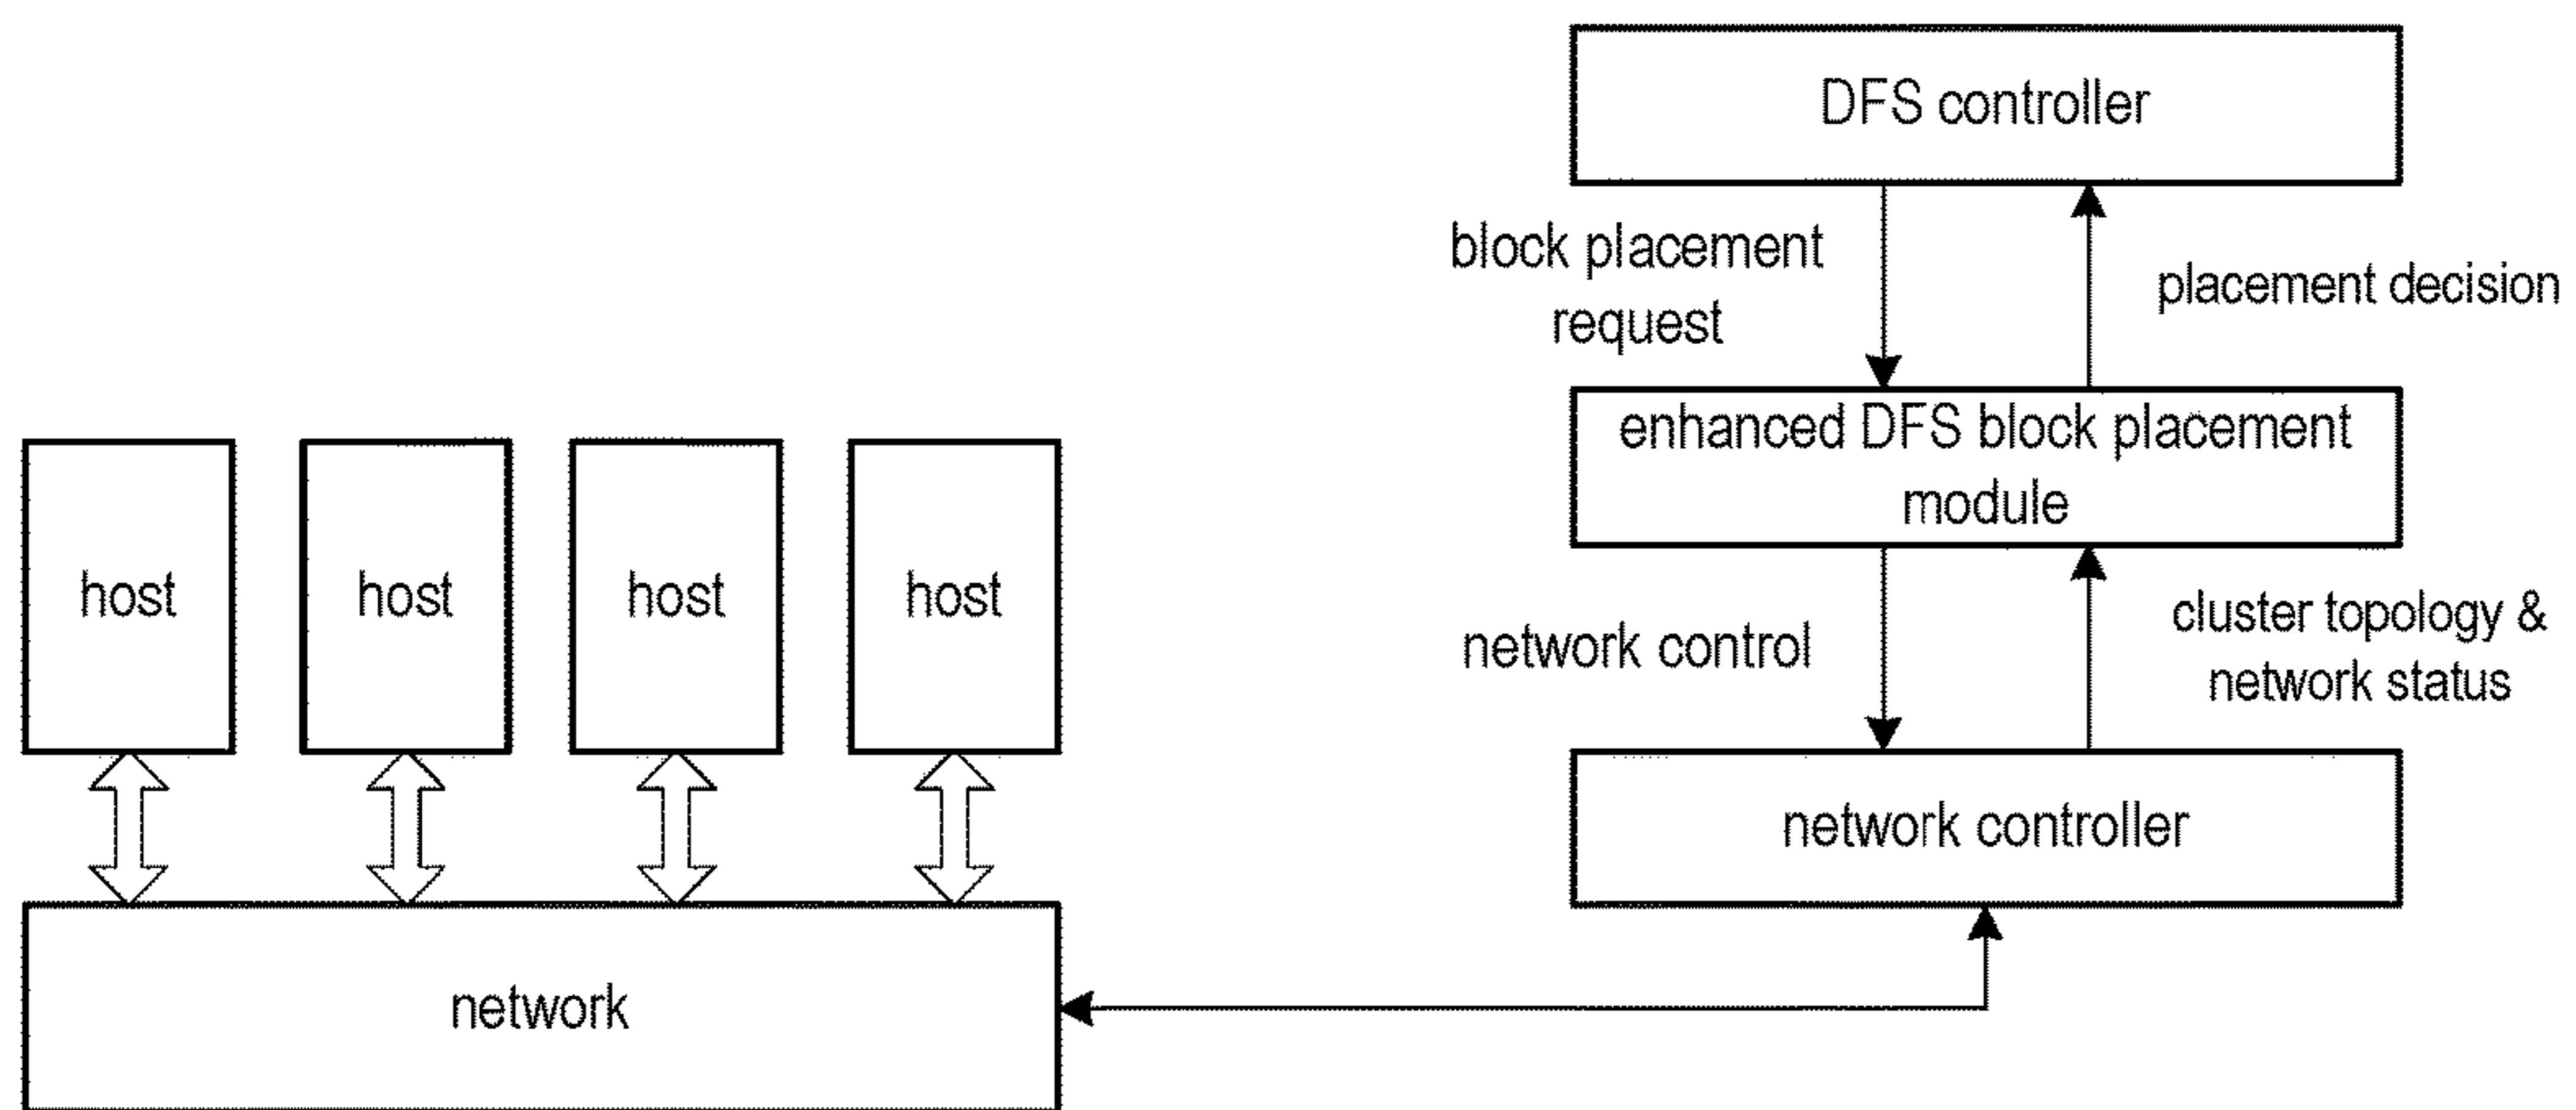 DFS controller
block placement
request
placement decision
enhanced DFS block placement
module
host
host
host
host
network control
cluster topology &
network status
network controller
network